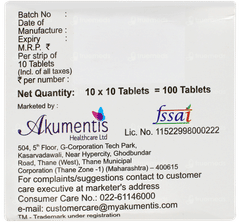 Batch No :
Date of
Manufacture :
Expiry :
M.R.P. ₹
Per strip of
10 Tablets
(Incl. of all taxes)
₹ per number :
Net Quantity: 10 x 10 Tablets = 100 Tablets
Marketed by :
Akumentis
Healthcare Ltd
fssai
Lic. No. 11522998000222
504, 5th Floor, G-Corporation Tech Park,
Kasarvadawali, Near Hypercity, Ghodbundar
Road, Thane (West), Thane Municipal
Corporation (Thane Zone -1) (Maharashtra) – 400615
For complaints/suggestions contact to customer
care executive at marketer's address
Consumer Care No.: 022-61146000
e-mail: customercare@myakumentis.com
TM - Trademark under registration